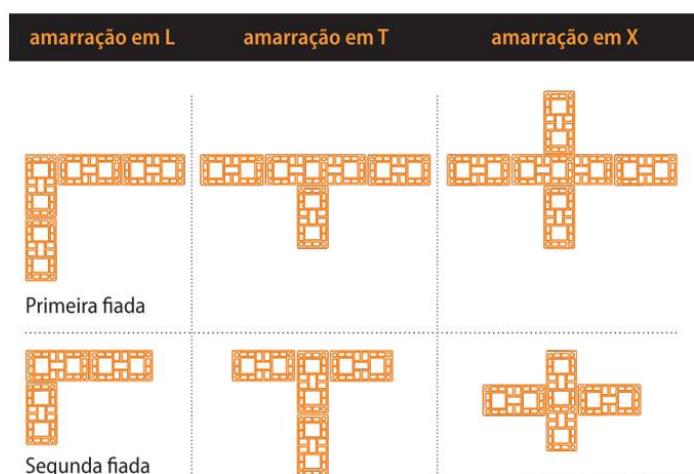 amarração em L
amarração em T
amarração em X
Primeira fiada
Segunda fiada